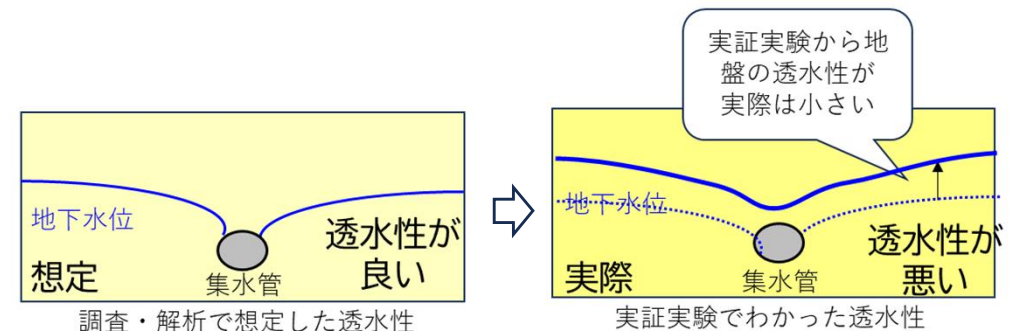 地下水位
透水性が
良い
想定
集水管
調査・解析で想定した透水性
実証実験から地
盤の透水性が
実際は小さい
地下水位
透水性が
悪い
実際
集水管
実証実験でわかった透水性